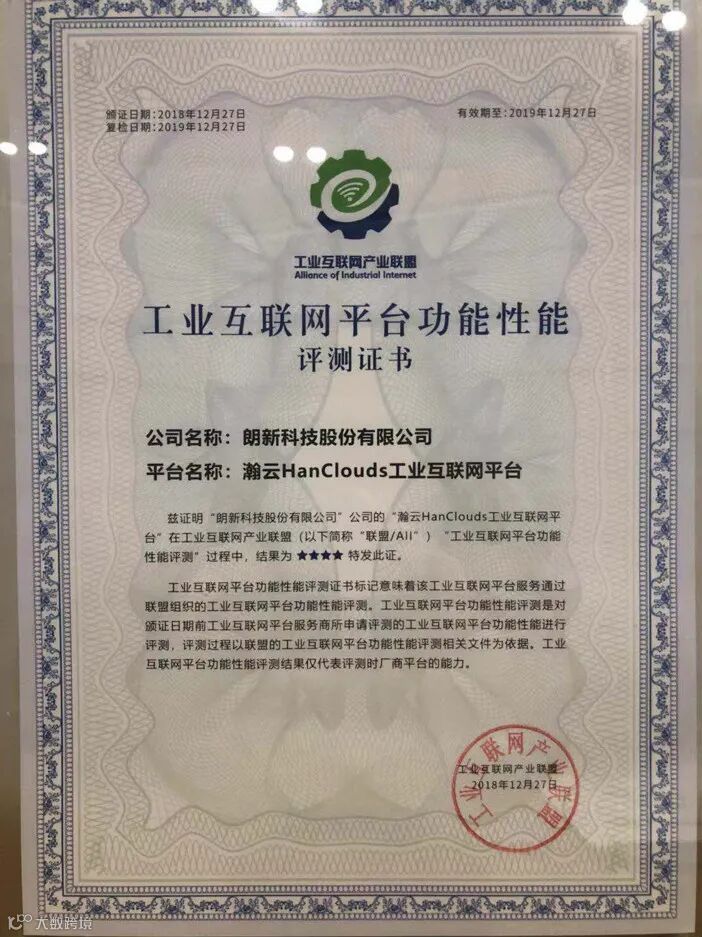 颁证日期：2018年12月27日
复检日期：2019年12月27日
有效期至：2019年12月27日
工业互联网产业联盟
Alliance of Industrial Internet
工业互联网平台功能性能
评测证书
公司名称：朗新科技股份有限公司
平台名称：瀚云HanClouds工业互联网平台
兹证明“朗新科技股份有限公司”公司的“瀚云HanClouds工业互联网平
台”在工业互联网产业联盟（以下简称“联盟/AII”）“工业互联网平台功能
性能评测”过程中，结果为 ★★★★ 特发此证。
工业互联网平台功能性能评测证书标记意味着该工业互联网平台服务通过
联盟组织的工业互联网平台功能性能评测。工业互联网平台功能性能评测是对
颁证日期前工业互联网平台服务商所申请评测的工业互联网平台功能性能进行
评测，评测过程以联盟的工业互联网平台功能性能评测相关文件为依据。工业
互联网平台功能性能评测结果仅代表评测时厂商平台的能力。
工业互联网产业联盟
工业互联网产业联盟
2018年12月27日
大数跨境